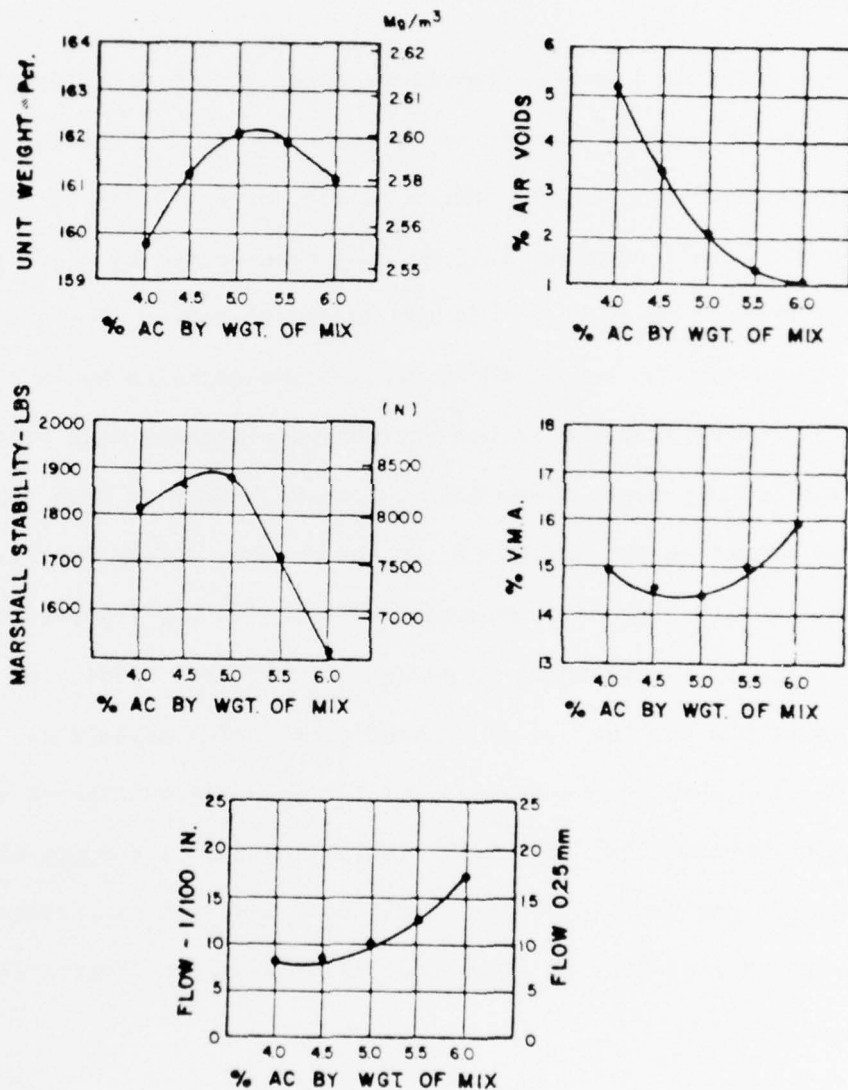 Mg/m³
164
163
162
161
160
159
UNIT WEIGHT - Pcf.
2.62
2.61
2.60
2.58
2.56
2.55
4.0 4.5 5.0 5.5 6.0
% AC BY WGT. OF MIX
6
5
4
3
2
1
% AIR VOIDS
4.0 4.5 5.0 5.5 6.0
% AC BY WGT. OF MIX
(N)
2000
1900
1800
1700
1600
MARSHALL STABILITY-LBS
8500
8000
7500
7000
4.0 4.5 5.0 5.5 6.0
% AC BY WGT. OF MIX
18
17
16
15
14
13
% V.M.A.
4.0 4.5 5.0 5.5 6.0
% AC BY WGT. OF MIX
25
20
15
10
5
0
FLOW - 1/100 IN.
25
20
15
10
5
0
FLOW 0.25mm
4.0 4.5 5.0 5.5 6.0
% AC BY WGT. OF MIX